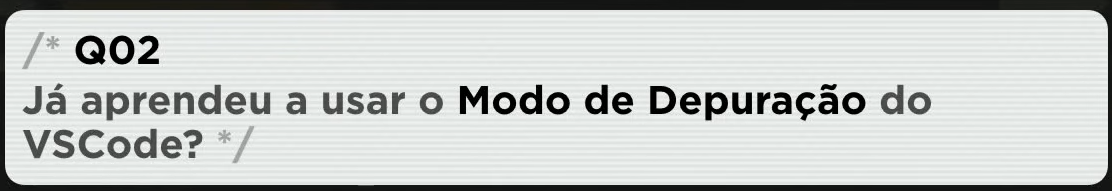 /* Q02
Já aprendeu a usar o Modo de Depuração do
VSCode? */